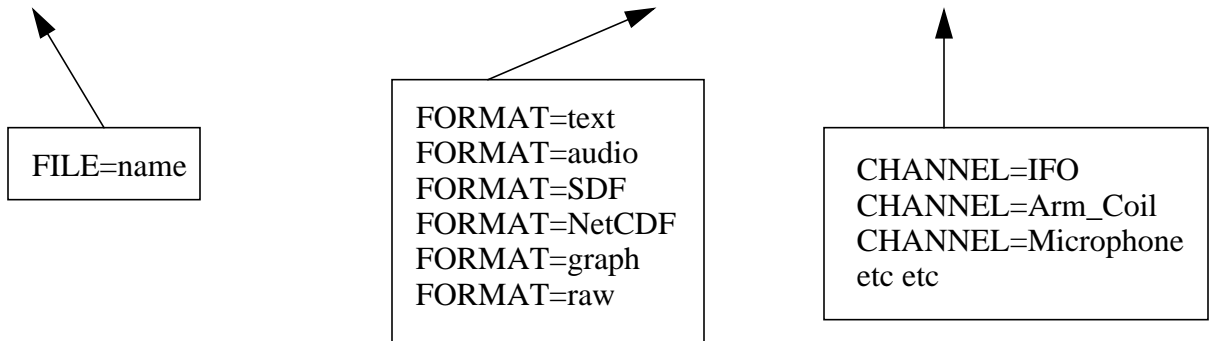 FILE=name
FORMAT=text
FORMAT=audio
FORMAT=SDF
FORMAT=NetCDF
FORMAT=graph
FORMAT=raw
CHANNEL=IFO
CHANNEL=Arm_Coil
CHANNEL=Microphone
etc etc